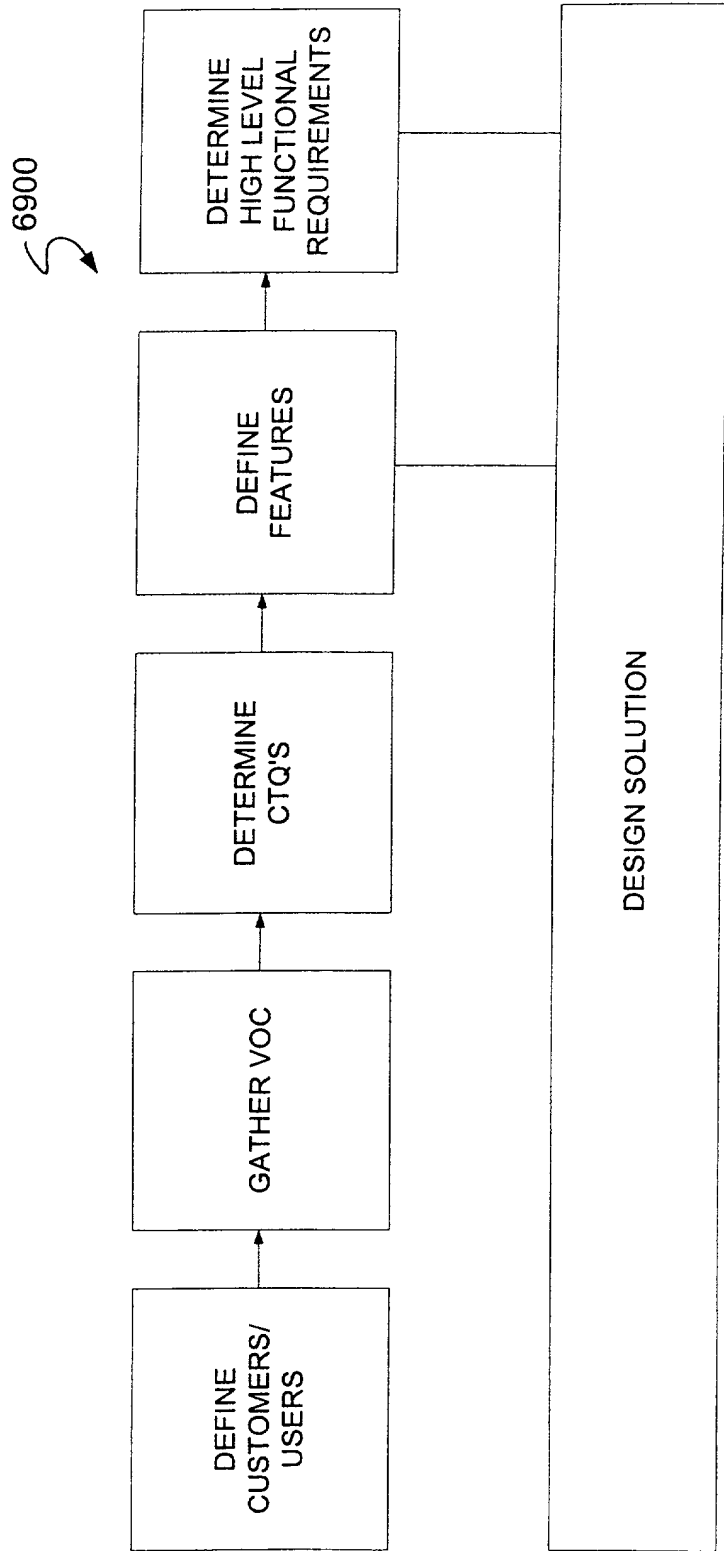 6900
DEFINE
CUSTOMERS/
USERS
GATHER VOC
DETERMINE
CTQ'S
DEFINE
FEATURES
DETERMINE
HIGH LEVEL
FUNCTIONAL
REQUIREMENTS
DESIGN SOLUTION